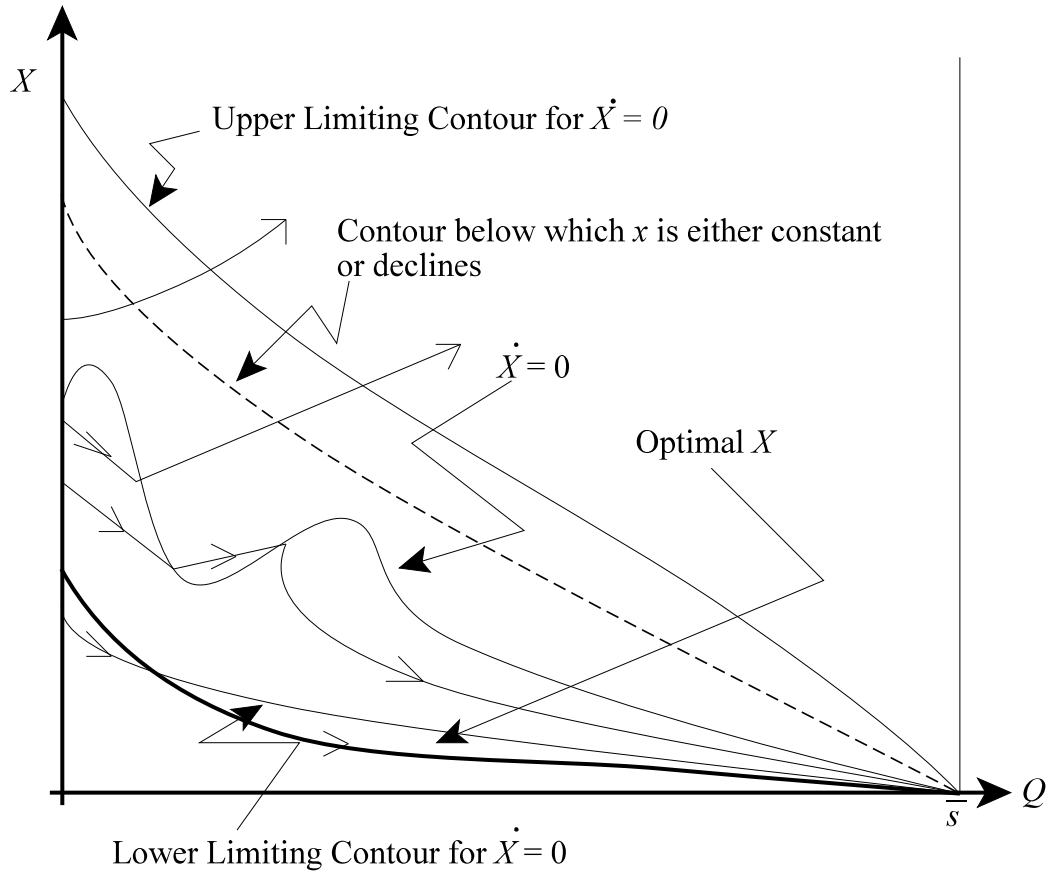 X
Upper Limiting Contour for Ẋ = 0
Contour below which x is either constant
or declines
Ẋ = 0
Optimal X
Q
s̅
Lower Limiting Contour for Ẋ = 0